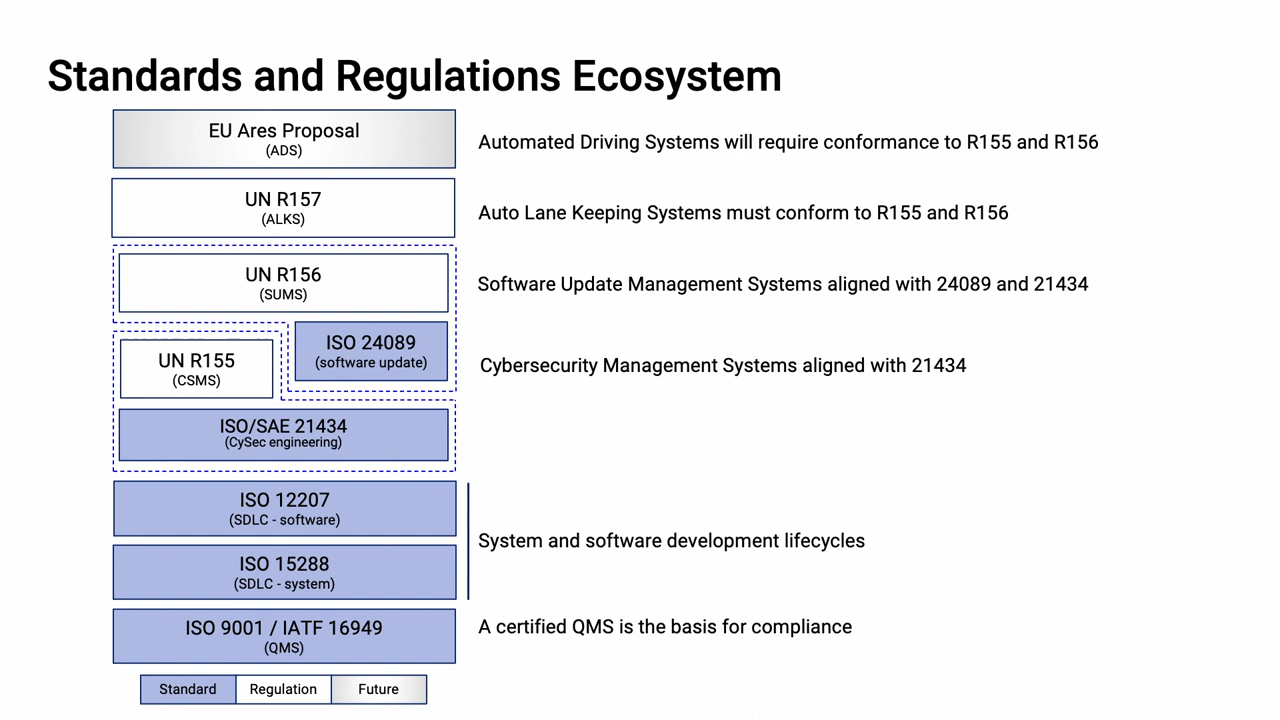 Standards and Regulations Ecosystem
EU Ares Proposal
(ADS)
Automated Driving Systems will require conformance to R155 and R156
UN R157
(ALKS)
Auto Lane Keeping Systems must conform to R155 and R156
UN R156
(SUMS)
Software Update Management Systems aligned with 24089 and 21434
ISO 24089
(software update)
UN R155
(CSMS)
Cybersecurity Management Systems aligned with 21434
ISO/SAE 21434
(CySec engineering)
ISO 12207
(SDLC - software)
ISO 15288
(SDLC - system)
System and software development lifecycles
ISO 9001 / IATF 16949
(QMS)
A certified QMS is the basis for compliance
Standard
Regulation
Future